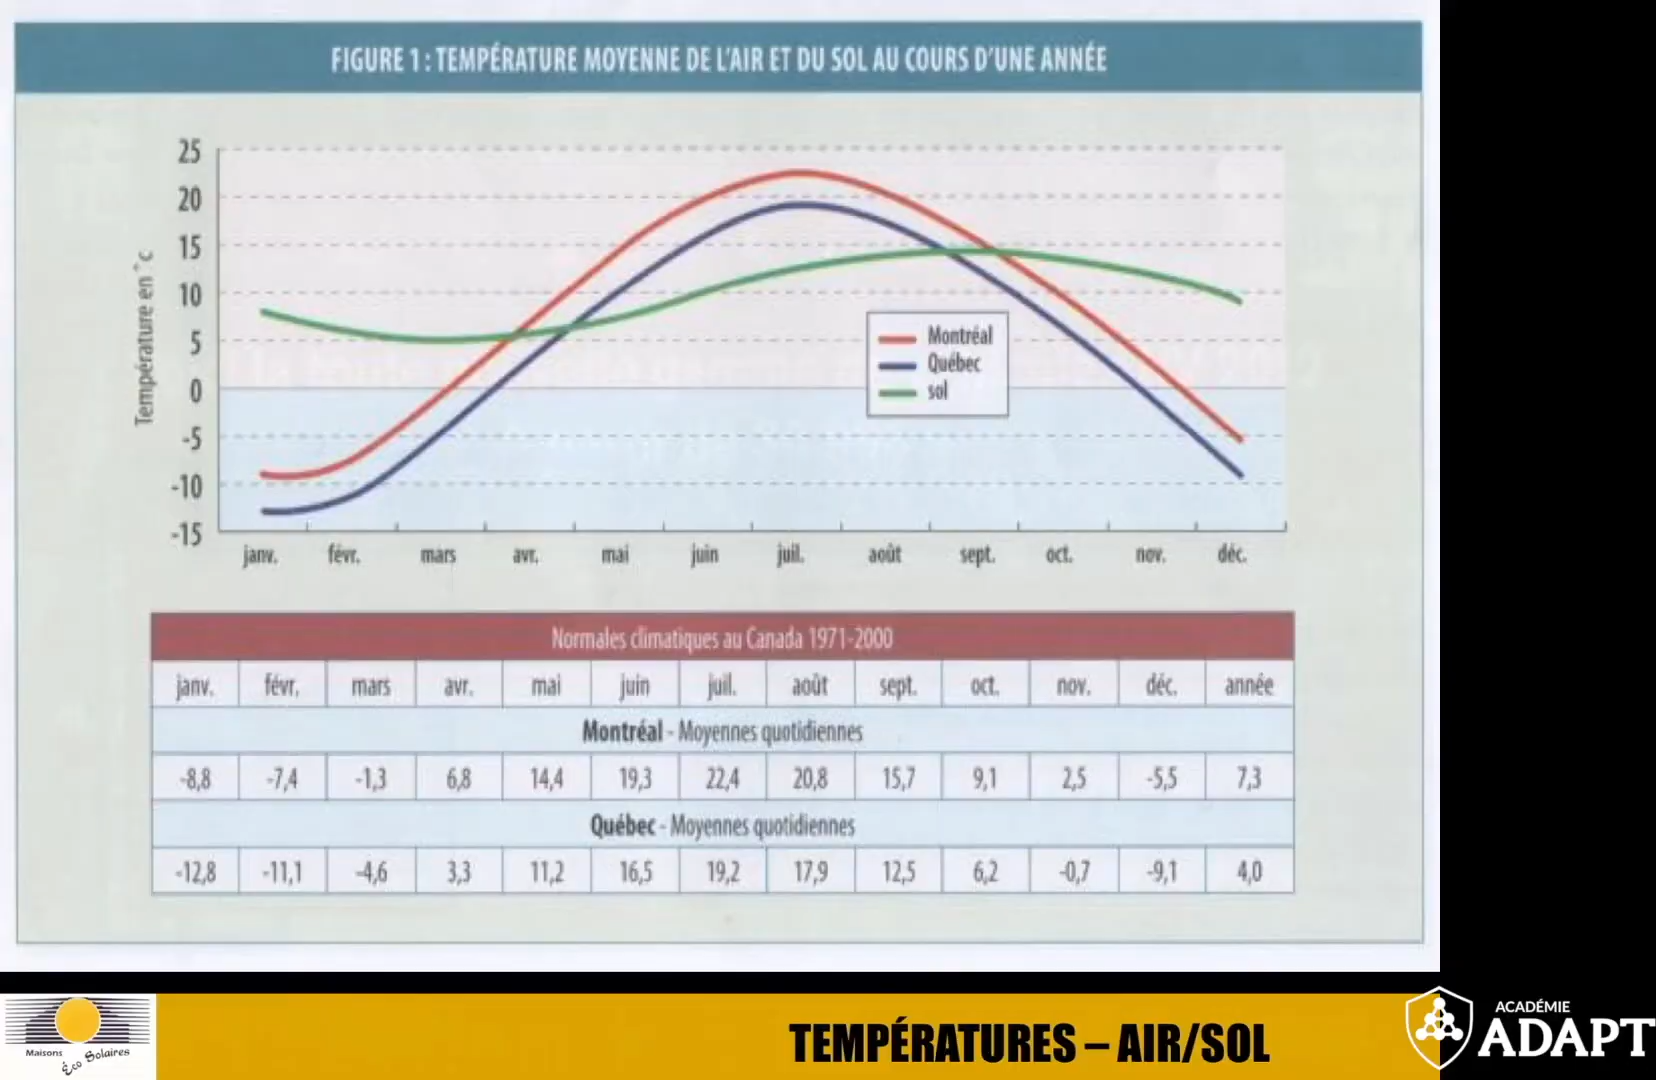 FIGURE 1 : TEMPÉRATURE MOYENNE DE L'AIR ET DU SOL AU COURS D'UNE ANNÉE
Température en °c
25
20
15
10
5
0
-5
-10
-15
Montréal
Québec
sol
janv. févr. mars avr. mai juin juil. août sept. oct. nov. déc.
Normales climatiques au Canada 1971-2000
janv. févr. mars avr. mai juin juil. août sept. oct. nov. déc. année
Montréal - Moyennes quotidiennes
-8,8 -7,4 -1,3 6,8 14,4 19,3 22,4 20,8 15,7 9,1 2,5 -5,5 7,3
Québec - Moyennes quotidiennes
-12,8 -11,1 -4,6 3,3 11,2 16,5 19,2 17,9 12,5 6,2 -0,7 -9,1 4,0
Maisons
Éco Solaires
TEMPÉRATURES – AIR/SOL
ACADÉMIE
ADAPT